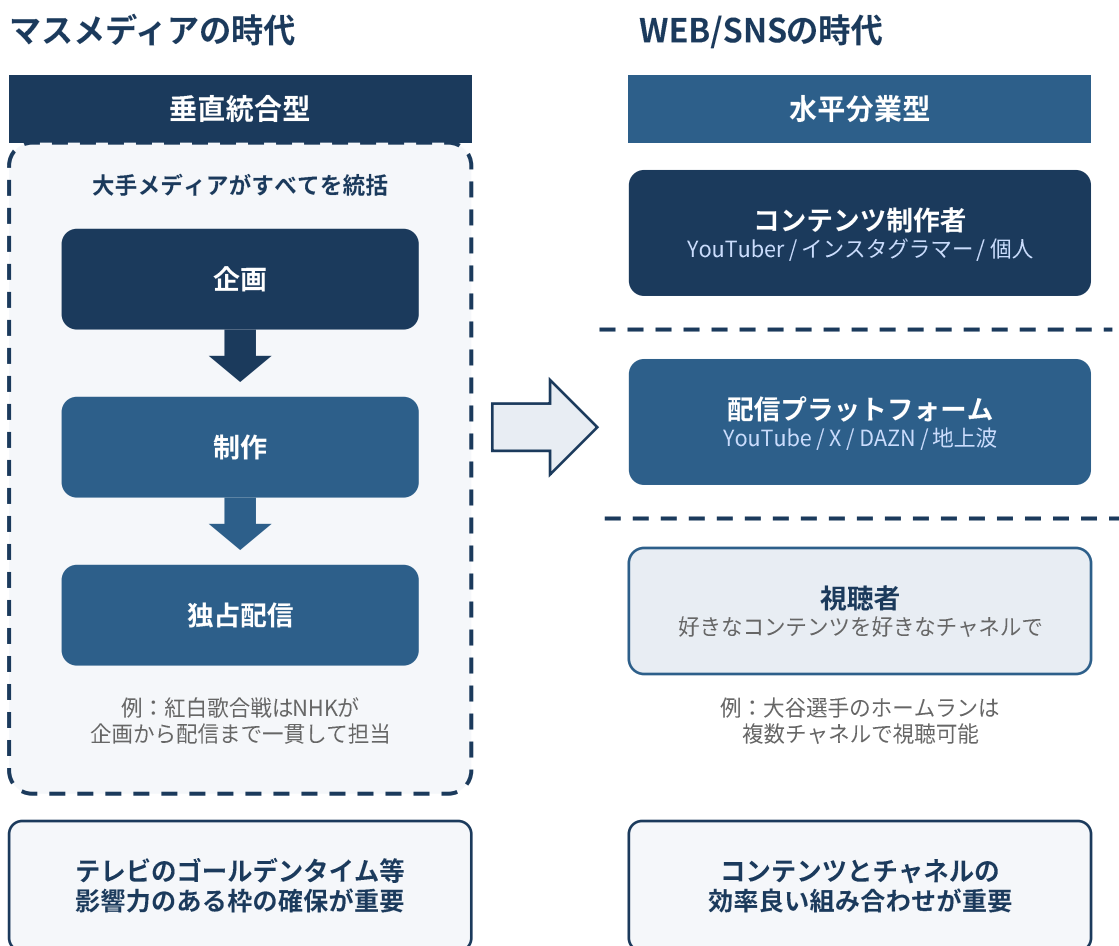 マスメディアの時代
垂直統合型
大手メディアがすべてを統括
企画
制作
独占配信
例：紅白歌合戦はNHKが
企画から配信まで一貫して担当
テレビのゴールデンタイム等
影響力のある枠の確保が重要
WEB/SNSの時代
水平分業型
コンテンツ制作者
YouTuber / インスタグラマー / 個人
配信プラットフォーム
YouTube / X / DAZN / 地上波
視聴者
好きなコンテンツを好きなチャネルで
例：大谷選手のホームランは
複数チャネルで視聴可能
コンテンツとチャネルの
効率良い組み合わせが重要